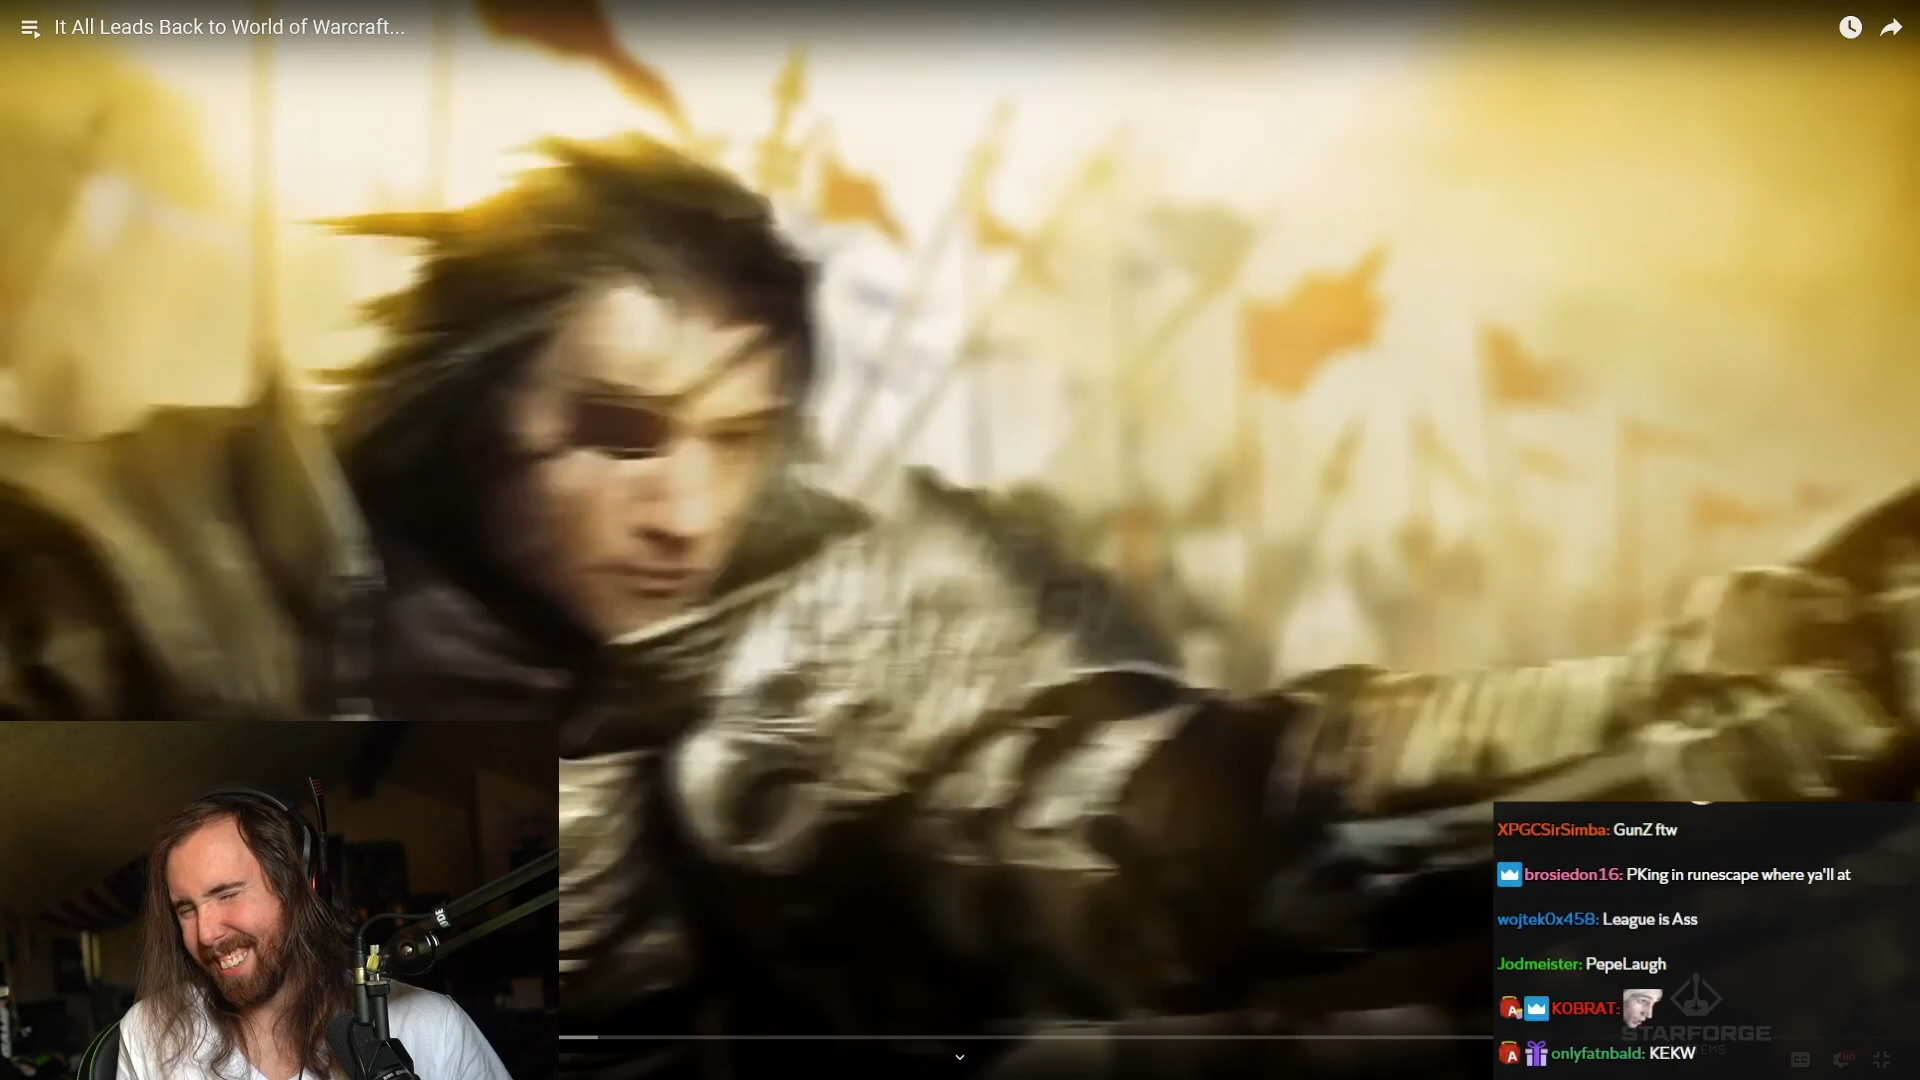 It All Leads Back to World of Warcraft...
XPGCSirSimba: GunZ ftw
brosiedon16: PKing in runescape where ya'll at
wojtek0x458: League is Ass
Jodmeister: PepeLaugh
K0BRAT:
STARFORGE
onlyfatnbald: KEKW